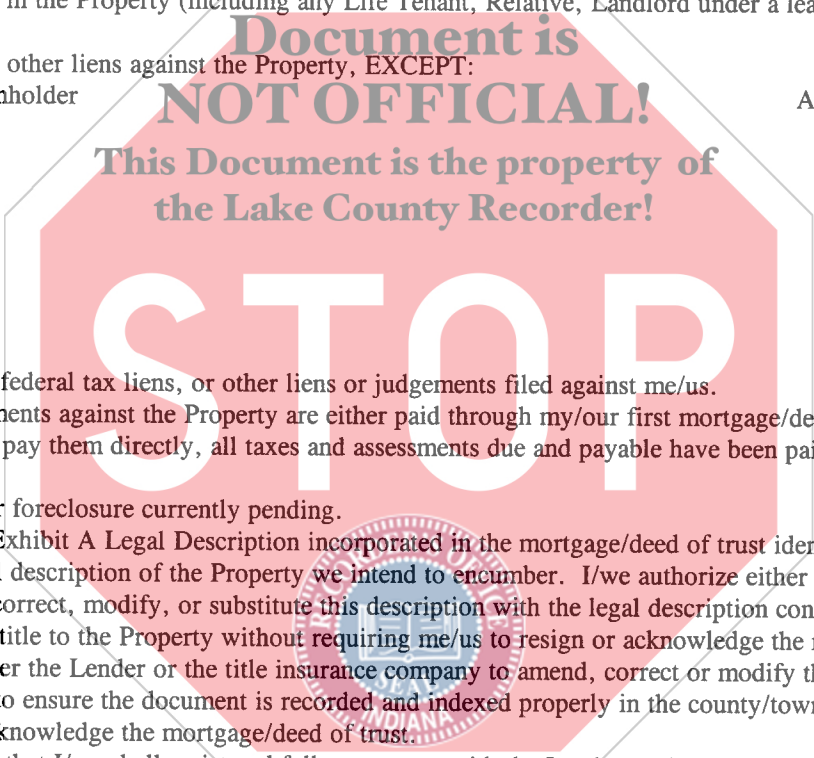 in the Property (including any Life Tenant, Relative, Landlord under a lea
Document is
other liens against the Property, EXCEPT:
nholder A
NOT OFFICIAL!
This Document is the property of
the Lake County Recorder!
STOP
federal tax liens, or other liens or judgements filed against me/us.
nents against the Property are either paid through my/our first mortgage/de
pay them directly, all taxes and assessments due and payable have been pai
r foreclosure currently pending.
Exhibit A Legal Description incorporated in the mortgage/deed of trust iden
description of the Property we intend to encumber. I/we authorize either
correct, modify, or substitute this description with the legal description con
title to the Property without requiring me/us to resign or acknowledge the
er the Lender or the title insurance company to amend, correct or modify th
to ensure the document is recorded and indexed properly in the county/town
knowledge the mortgage/deed of trust.
RECORDER'S OFFICE
SEAL
INDIANA